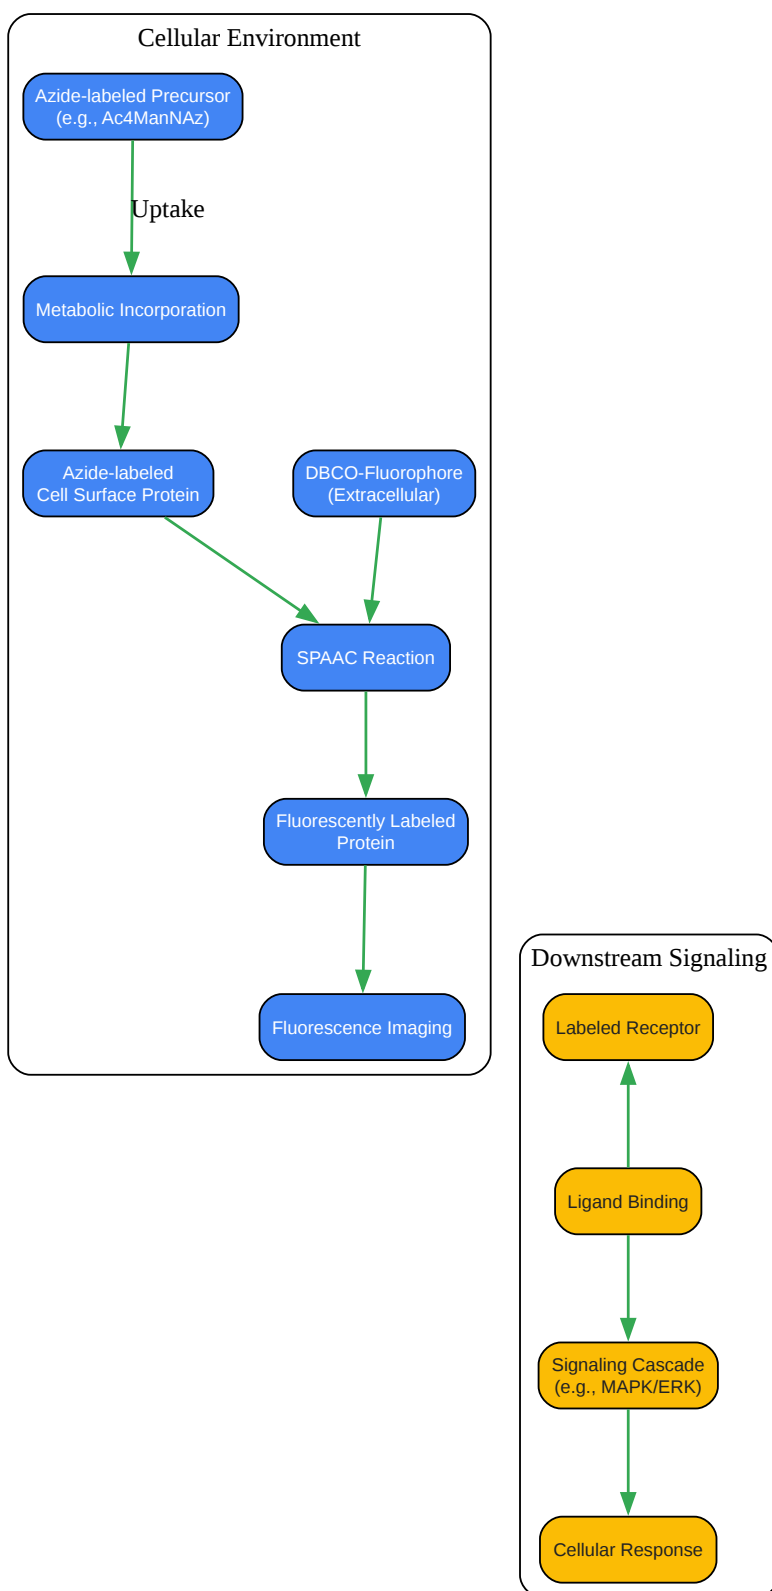 Cellular Environment
Azide-labeled Precursor
(e.g., Ac4ManNAz)
Uptake
Metabolic Incorporation
Azide-labeled
Cell Surface Protein
DBCO-Fluorophore
(Extracellular)
SPAAC Reaction
Fluorescently Labeled
Protein
Fluorescence Imaging
Downstream Signaling
Labeled Receptor
Ligand Binding
Signaling Cascade
(e.g., MAPK/ERK)
Cellular Response